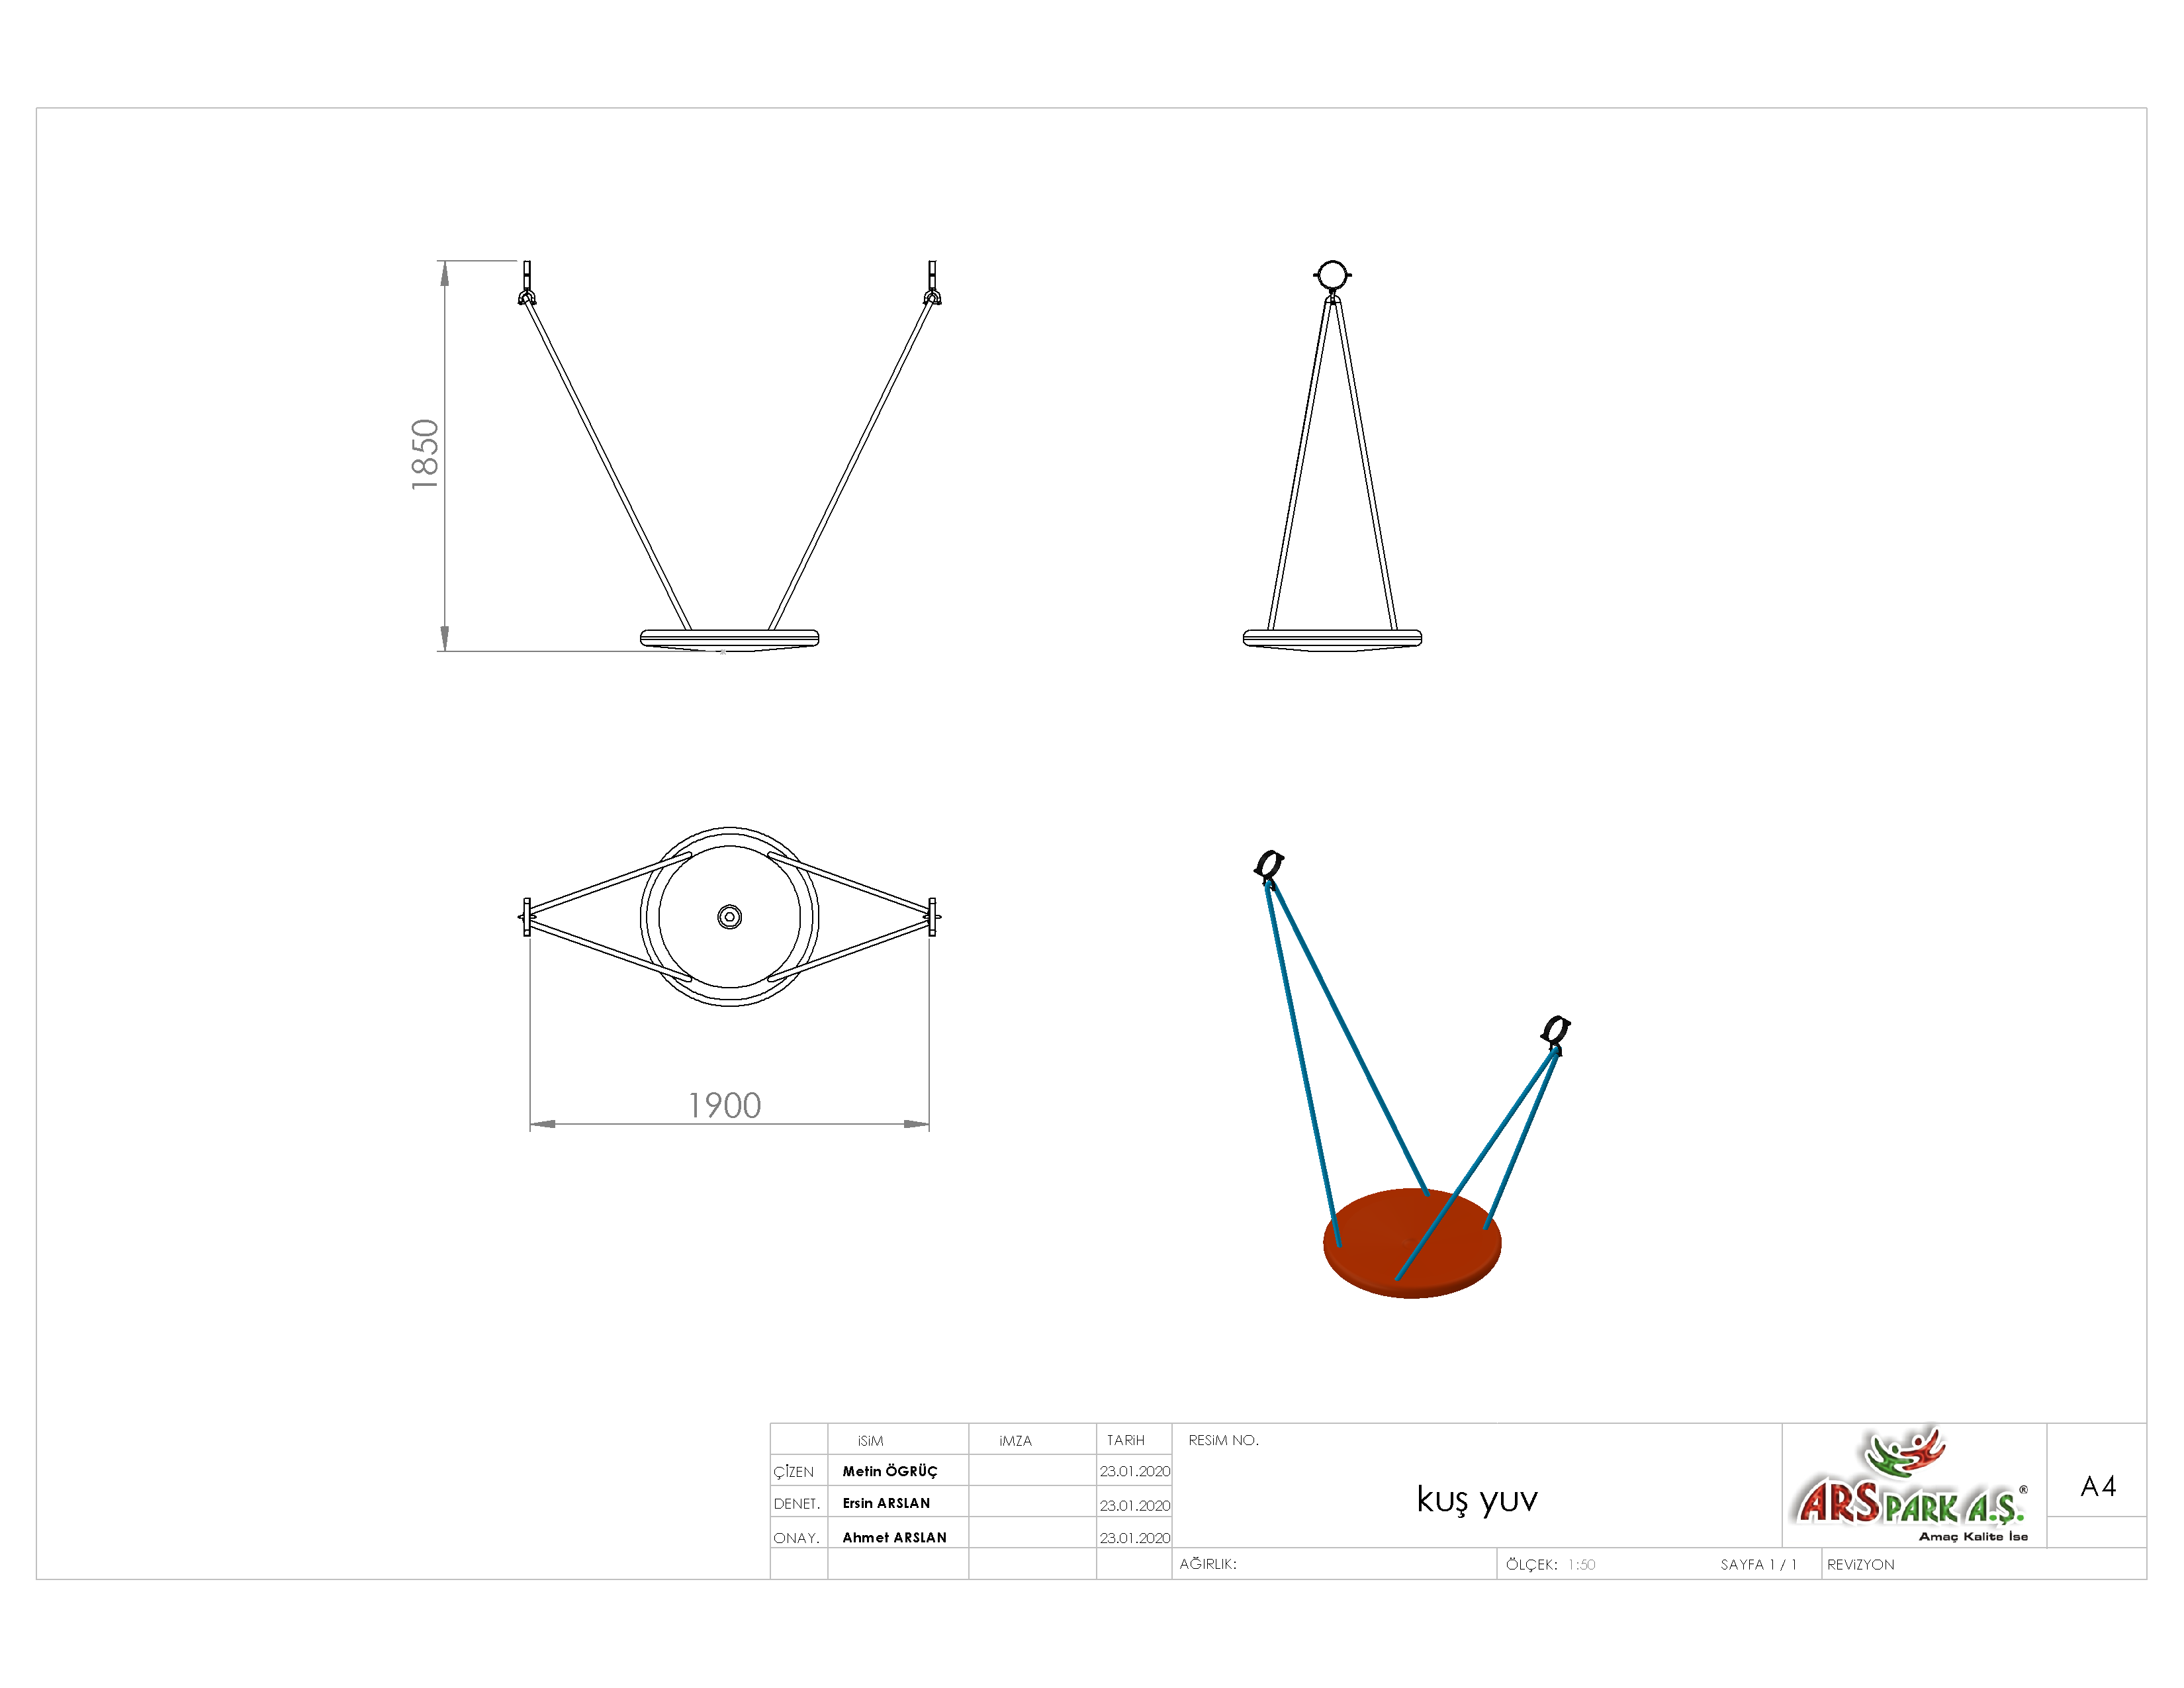 1850
1900
İSİM
İMZA
TARİH
RESİM NO.
ÇİZEN
Metin ÖGRÜÇ
23.01.2020
DENET.
Ersin ARSLAN
23.01.2020
ONAY.
Ahmet ARSLAN
23.01.2020
kuş yuv
ARSPARK A.Ş.®
Amaç Kalite İse
A4
AĞIRLIK:
ÖLÇEK: 1:50
SAYFA 1 / 1
REVİZYON